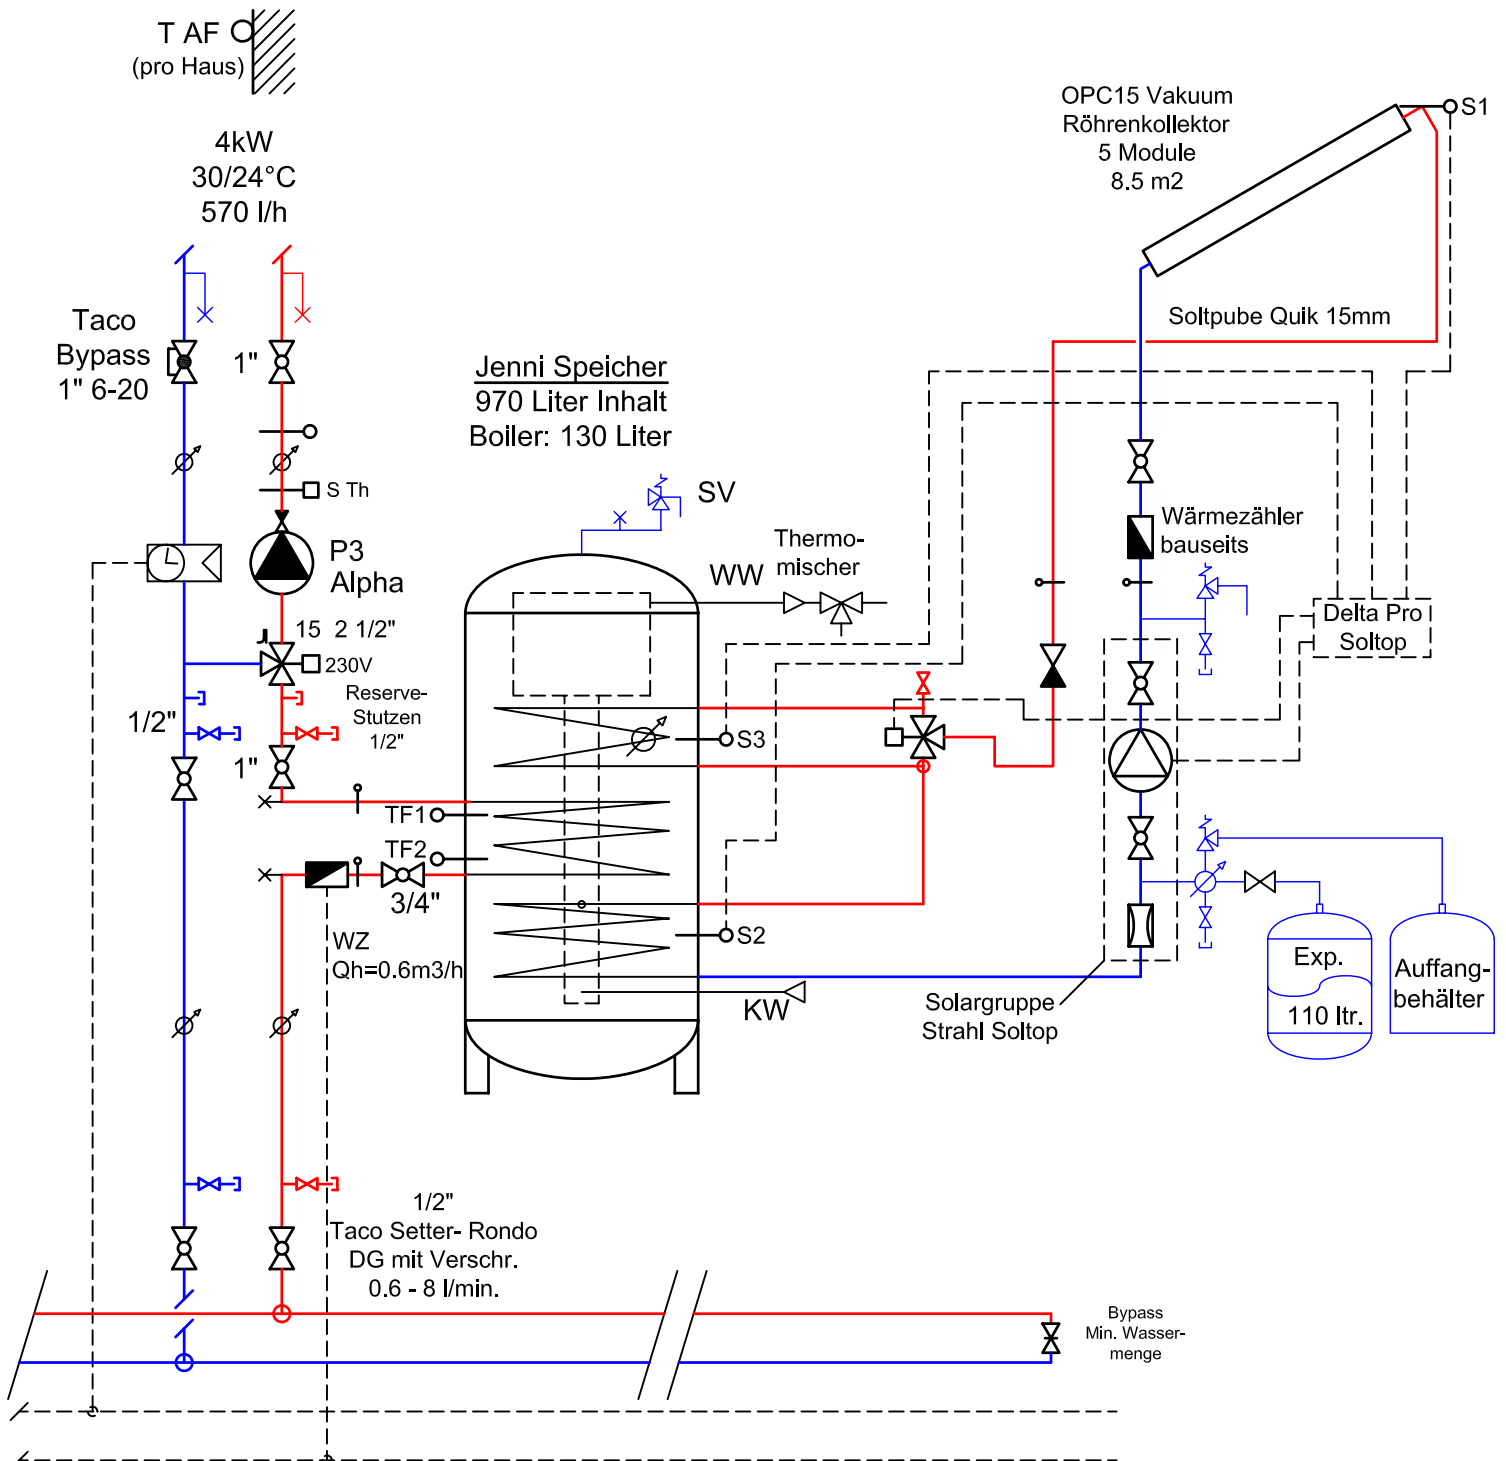 T AF
(pro Haus)
4kW
30/24°C
570 l/h
OPC15 Vakuum
Röhrenkollektor
5 Module
8.5 m2
S1
Soltpube Quik 15mm
Taco
Bypass
1" 6-20
1"
Jenni Speicher
970 Liter Inhalt
Boiler: 130 Liter
S Th
SV
P3
Alpha
WW
Thermo-
mischer
Wärmezähler
bauseits
Delta Pro
Soltop
15 2 1/2"
230V
Reserve-
Stutzen
1/2"
1/2"
1"
S3
TF1
TF2
3/4"
WZ
Qh=0.6m3/h
S2
KW
Solargruppe
Strahl Soltop
Exp.
110 ltr.
Auffang-
behälter
1/2"
Taco Setter- Rondo
DG mit Verschr.
0.6 - 8 l/min.
Bypass
Min. Wasser-
menge